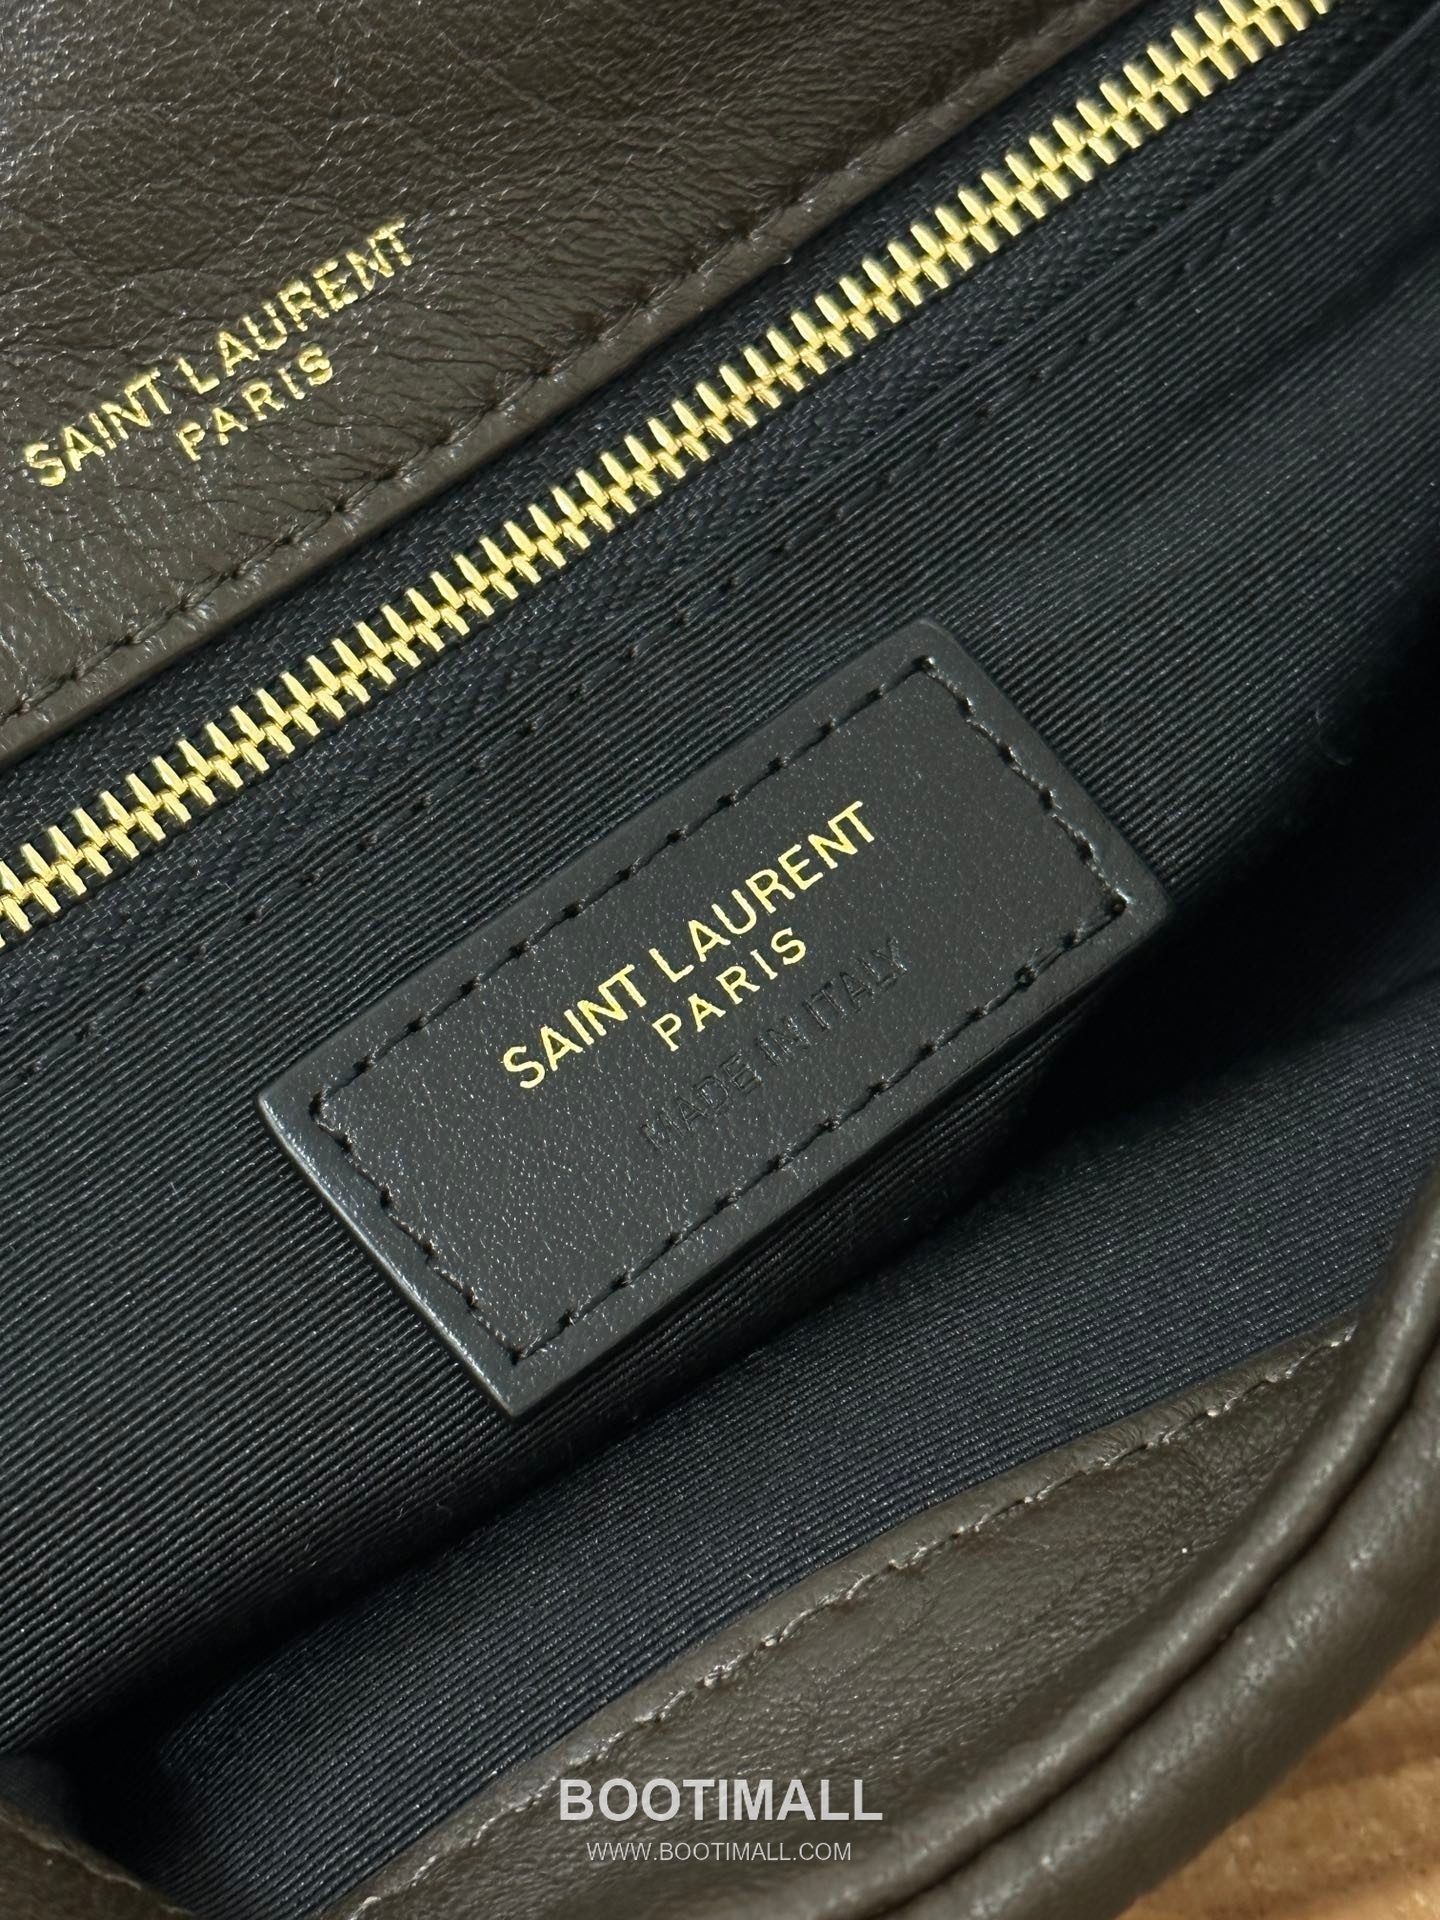 SAINT LAURENT
PARIS
SAINT LAURENT
PARIS
MADE IN ITALY
BOOTIMALL
WWW.BOOTIMALL.COM